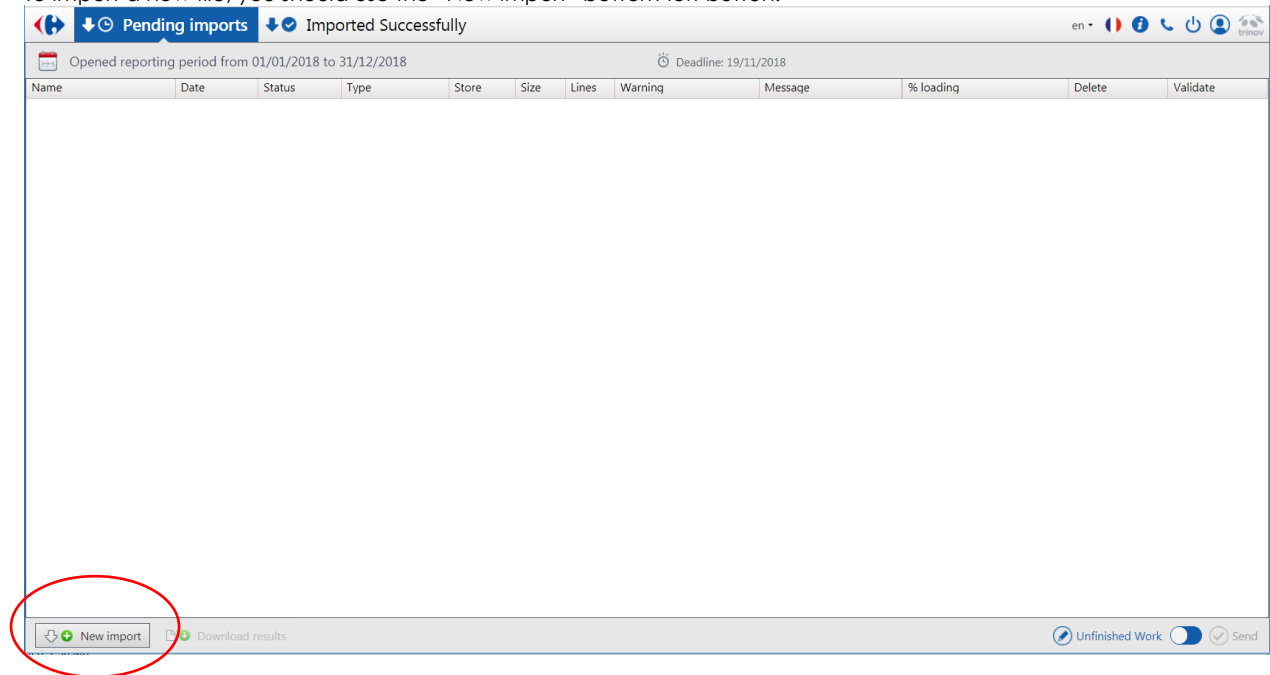 Pending imports Imported Successfully en trinov
Opened reporting period from 01/01/2018 to 31/12/2018 Deadline: 19/11/2018
Name Date Status Type Store Size Lines Warning Message % loading Delete Validate
New import Download results Unfinished Work Send